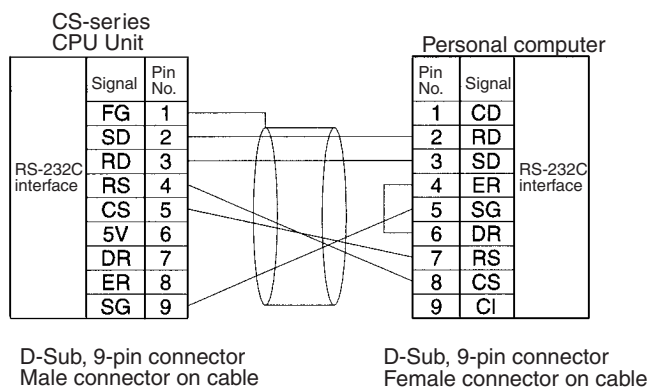 CS-series
CPU Unit
Personal computer
RS-232C
interface
Signal
Pin
No.
FG 1
SD 2
RD 3
RS 4
CS 5
5V 6
DR 7
ER 8
SG 9
Pin
No.
Signal
1 CD
2 RD
3 SD
4 ER
5 SG
6 DR
7 RS
8 CS
9 CI
RS-232C
interface
D-Sub, 9-pin connector
Male connector on cable
D-Sub, 9-pin connector
Female connector on cable